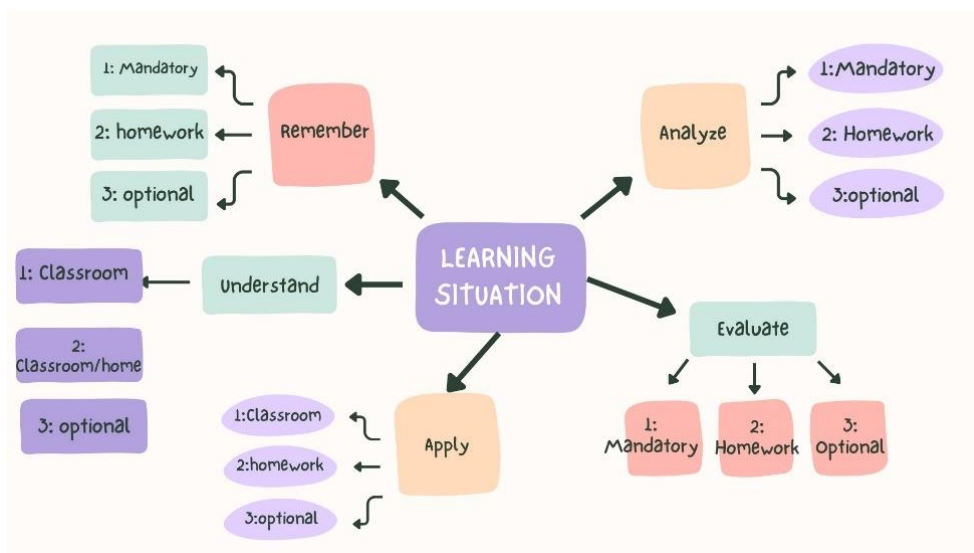 1: Mandatory
2: homework
3: optional
Remember
Analyze
1:Mandatory
2: Homework
3:optional
LEARNING
SITUATION
1: Classroom
2:
Classroom/home
3: optional
Understand
Evaluate
1:
Mandatory
2:
Homework
3:
Optional
1:Classroom
2:homework
3:optional
Apply